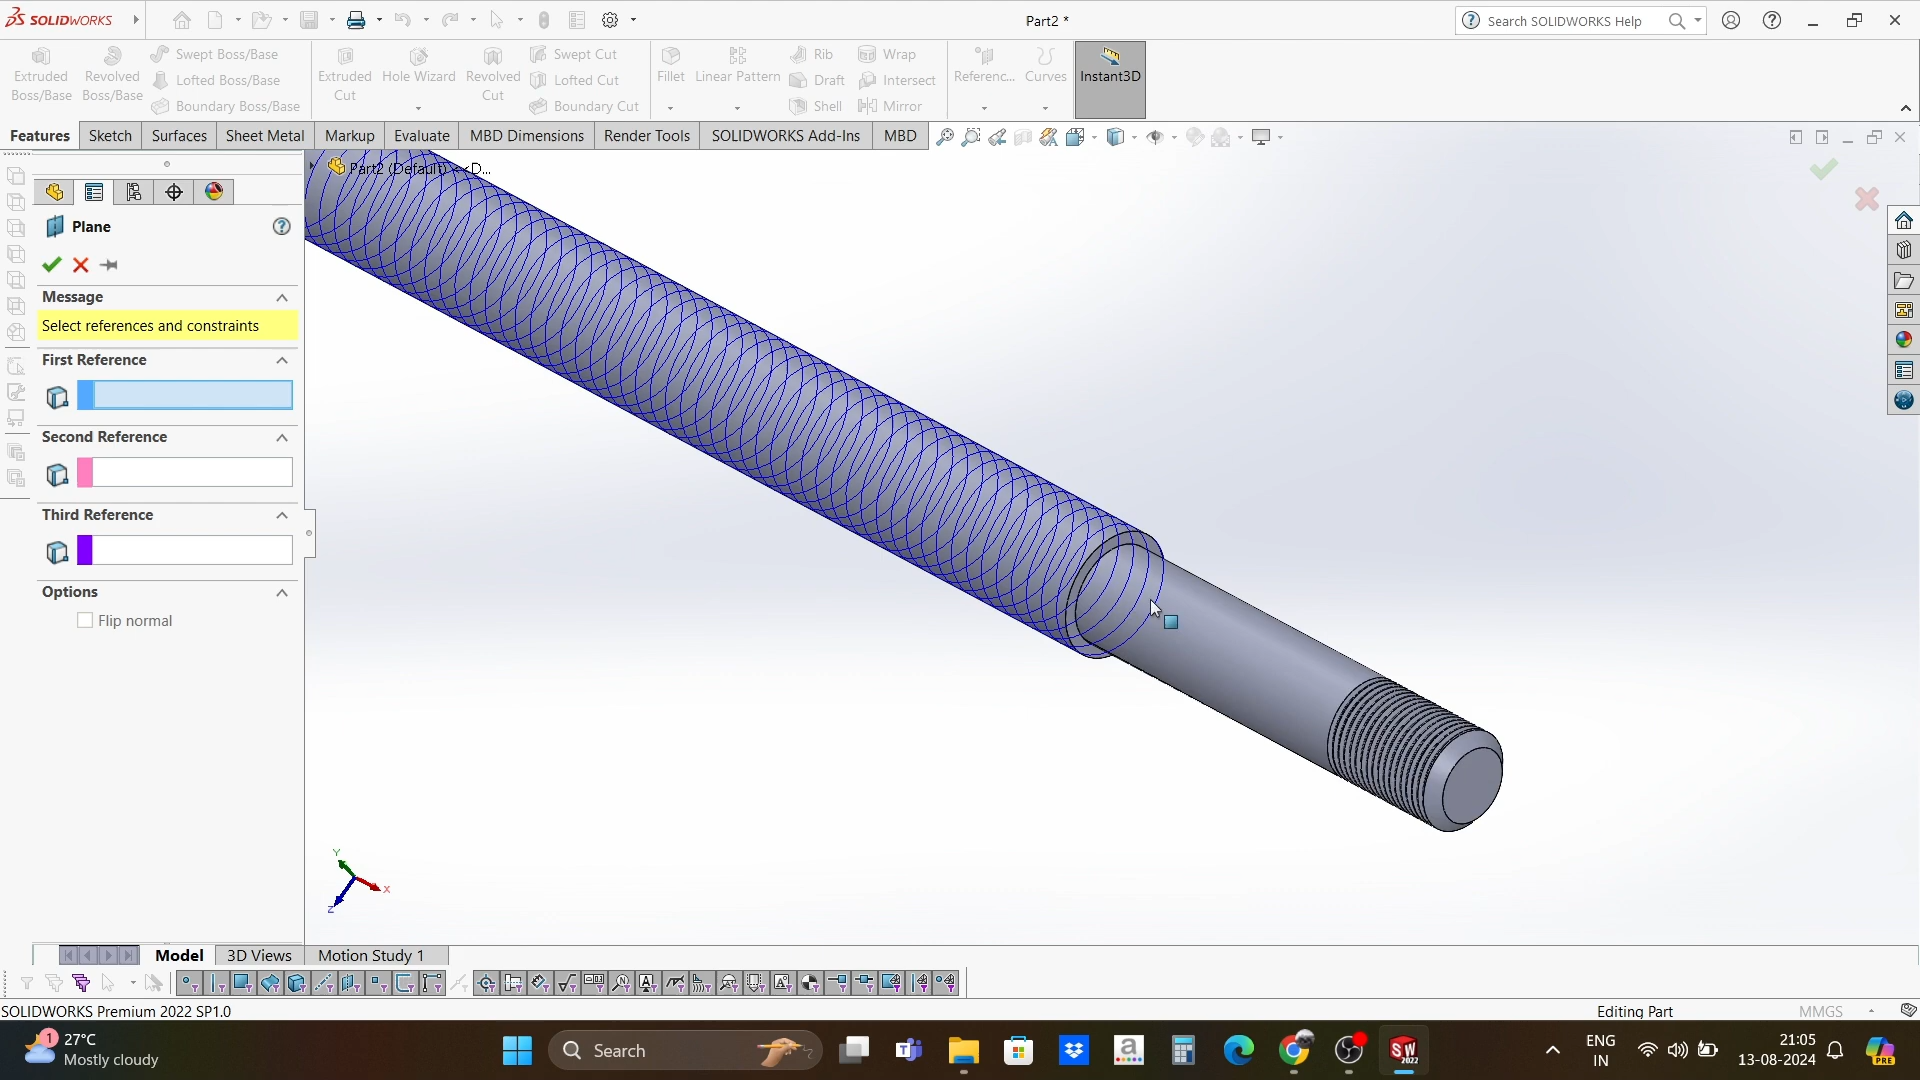 SOLIDWORKS
Part2 *
Search SOLIDWORKS Help
Extruded Boss/Base
Revolved Boss/Base
Swept Boss/Base
Lofted Boss/Base
Boundary Boss/Base
Extruded Cut
Hole Wizard
Revolved Cut
Swept Cut
Lofted Cut
Boundary Cut
Fillet
Linear Pattern
Rib
Draft
Shell
Wrap
Intersect
Mirror
Referenc...
Curves
Instant3D
Features
Sketch
Surfaces
Sheet Metal
Markup
Evaluate
MBD Dimensions
Render Tools
SOLIDWORKS Add-Ins
MBD
Part2 (Default) <<D...
Plane
Message
Select references and constraints
First Reference
Second Reference
Third Reference
Options
Flip normal
Y
X
Z
Model
3D Views
Motion Study 1
SOLIDWORKS Premium 2022 SP1.0
Editing Part
MMGS
1
27°C
Mostly cloudy
Search
SW
2022
ENG
IN
21:05
13-08-2024
PRE